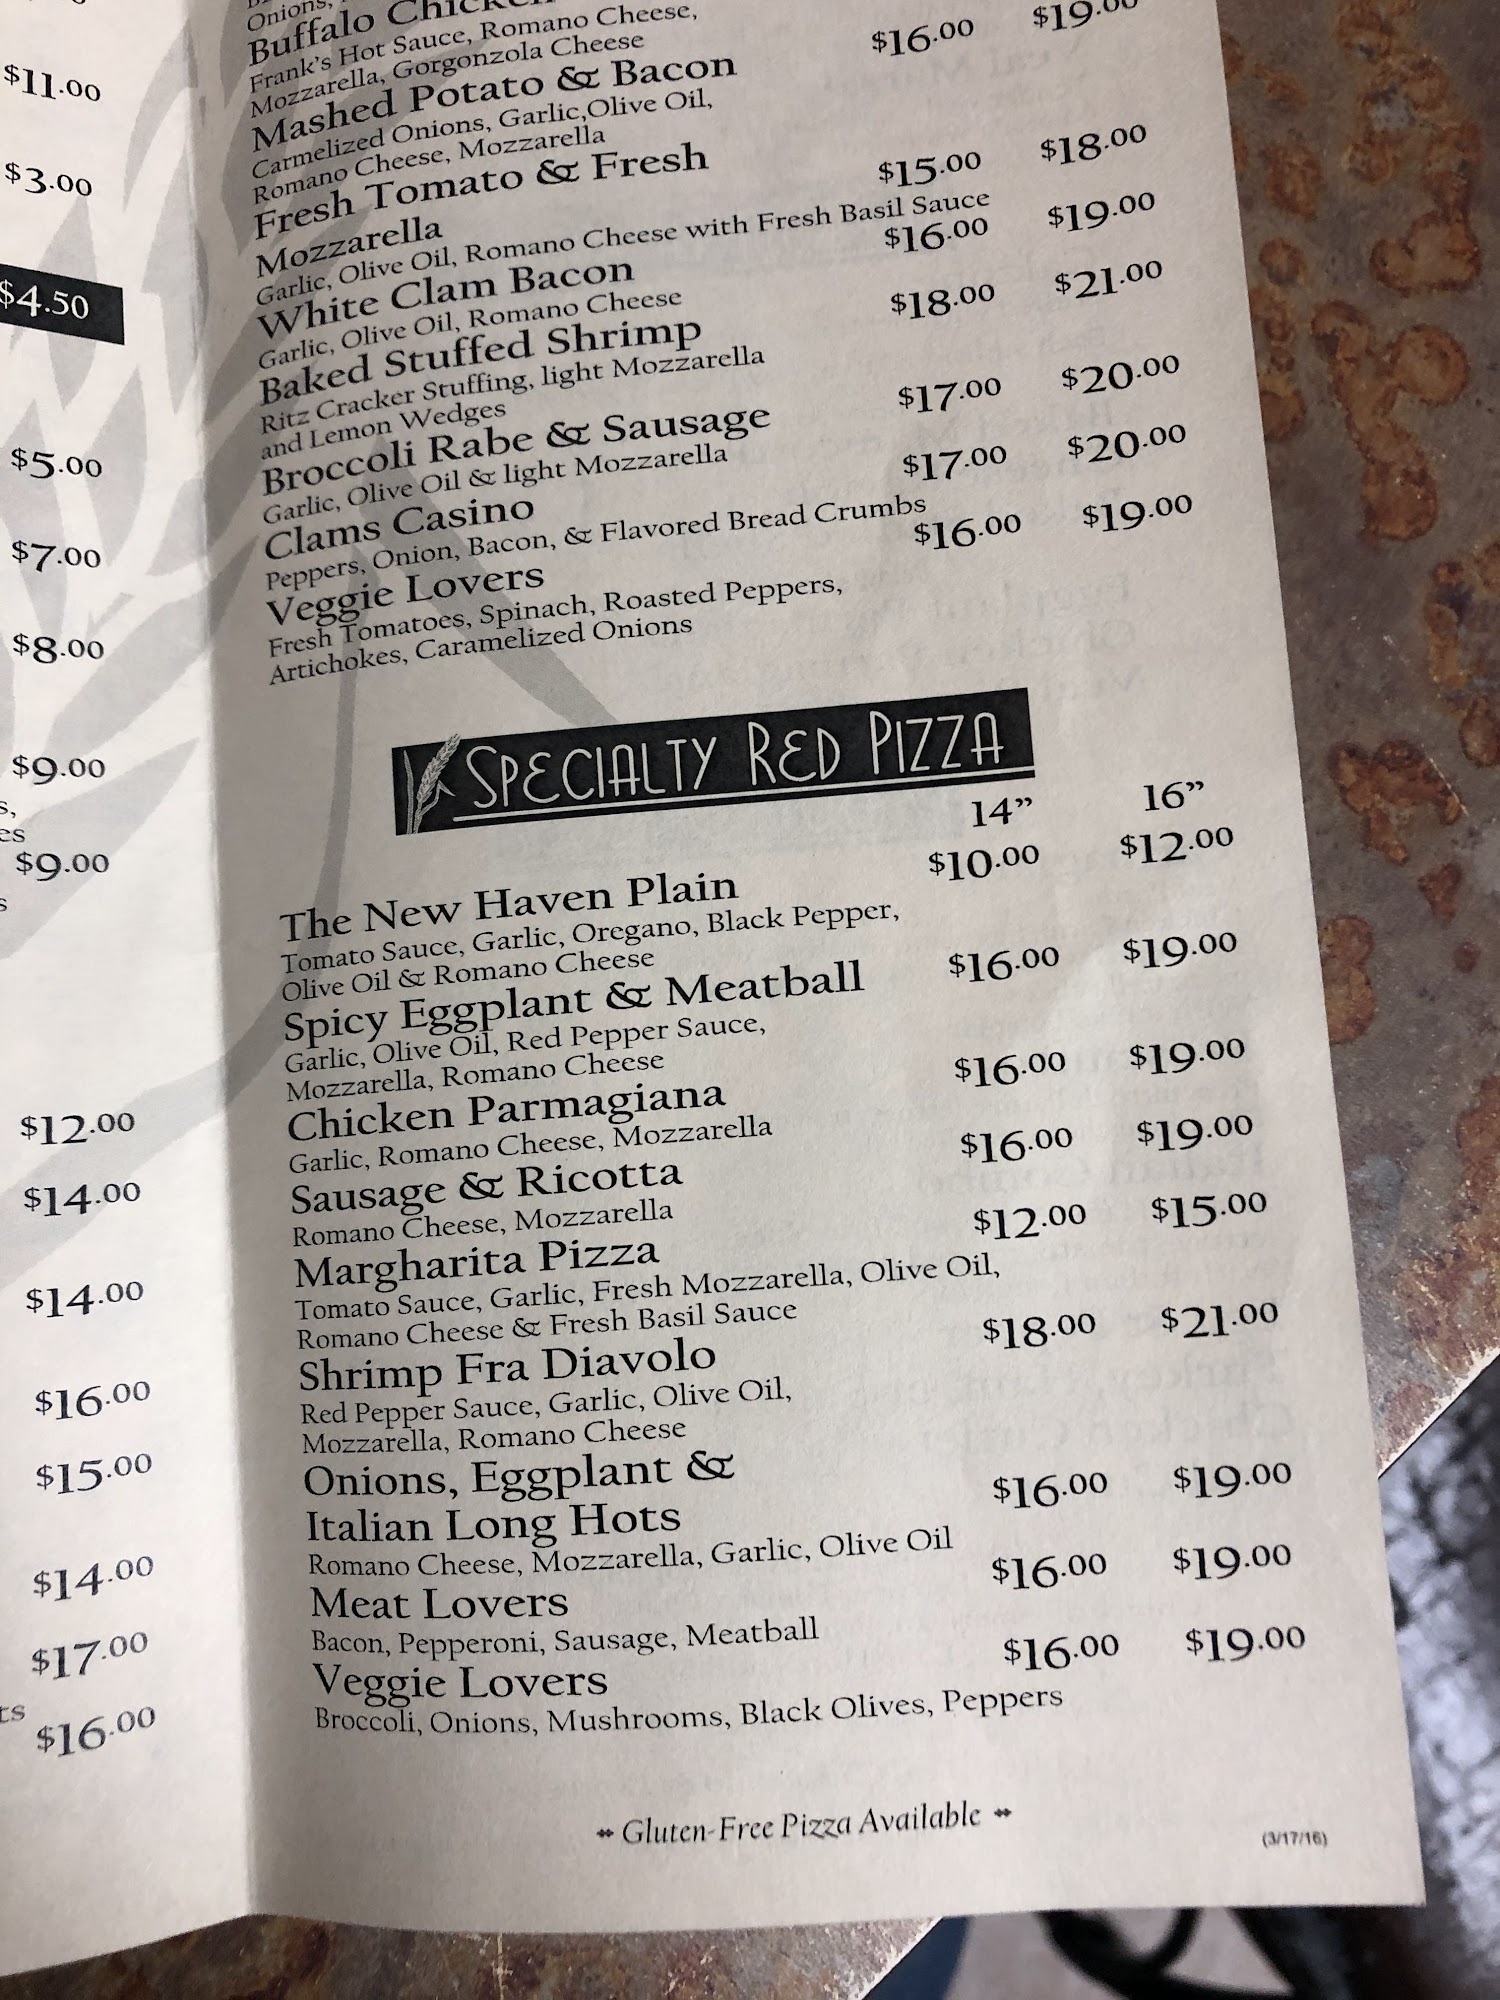 $11.00
$3.00
$4.50
$5.00
$7.00
$8.00
$9.00
s,
es
$9.00
s
$12.00
$14.00
$14.00
$16.00
$15.00
$14.00
$17.00
ts
$16.00
Onions,
Buffalo Chicken $16.00 $19.00
Frank's Hot Sauce, Romano Cheese,
Mozzarella, Gorgonzola Cheese
Mashed Potato & Bacon
Carmelized Onions, Garlic,Olive Oil,
Romano Cheese, Mozzarella
Fresh Tomato & Fresh $15.00 $18.00
Mozzarella
Garlic, Olive Oil, Romano Cheese with Fresh Basil Sauce
White Clam Bacon $16.00 $19.00
Garlic, Olive Oil, Romano Cheese
Baked Stuffed Shrimp $18.00 $21.00
Ritz Cracker Stuffing, light Mozzarella
and Lemon Wedges
Broccoli Rabe & Sausage $17.00 $20.00
Garlic, Olive Oil & light Mozzarella
Clams Casino $17.00 $20.00
Peppers, Onion, Bacon, & Flavored Bread Crumbs
Veggie Lovers $16.00 $19.00
Fresh Tomatoes, Spinach, Roasted Peppers,
Artichokes, Caramelized Onions
SPECIALTY RED PIZZA
14” 16”
The New Haven Plain $10.00 $12.00
Tomato Sauce, Garlic, Oregano, Black Pepper,
Olive Oil & Romano Cheese
Spicy Eggplant & Meatball $16.00 $19.00
Garlic, Olive Oil, Red Pepper Sauce,
Mozzarella, Romano Cheese
Chicken Parmagiana $16.00 $19.00
Garlic, Romano Cheese, Mozzarella
Sausage & Ricotta $16.00 $19.00
Romano Cheese, Mozzarella
Margharita Pizza $12.00 $15.00
Tomato Sauce, Garlic, Fresh Mozzarella, Olive Oil,
Romano Cheese & Fresh Basil Sauce
Shrimp Fra Diavolo $18.00 $21.00
Red Pepper Sauce, Garlic, Olive Oil,
Mozzarella, Romano Cheese
Onions, Eggplant &
Italian Long Hots $16.00 $19.00
Romano Cheese, Mozzarella, Garlic, Olive Oil
Meat Lovers $16.00 $19.00
Bacon, Pepperoni, Sausage, Meatball
Veggie Lovers $16.00 $19.00
Broccoli, Onions, Mushrooms, Black Olives, Peppers
Gluten-Free Pizza Available
(3/17/16)